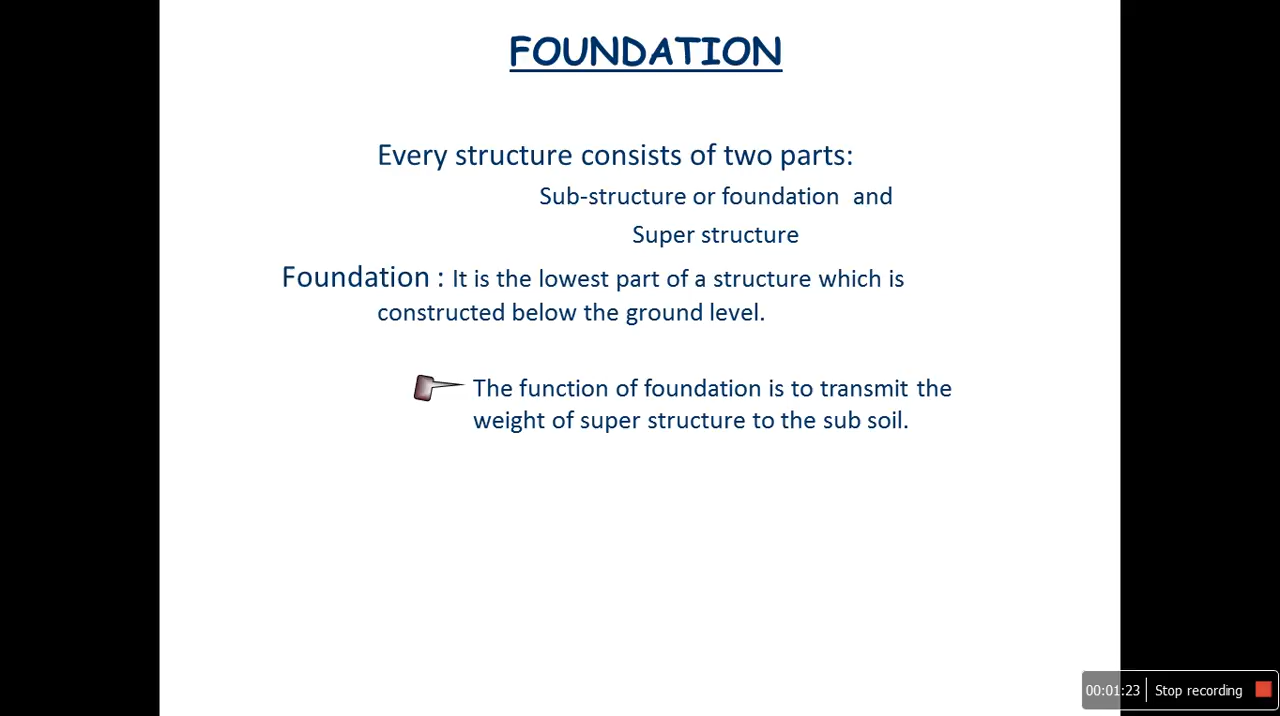 FOUNDATION
Every structure consists of two parts:
Sub-structure or foundation  and
Super structure
Foundation : It is the lowest part of a structure which is
constructed below the ground level.
The function of foundation is to transmit the
weight of super structure to the sub soil.
00:01:23 Stop recording